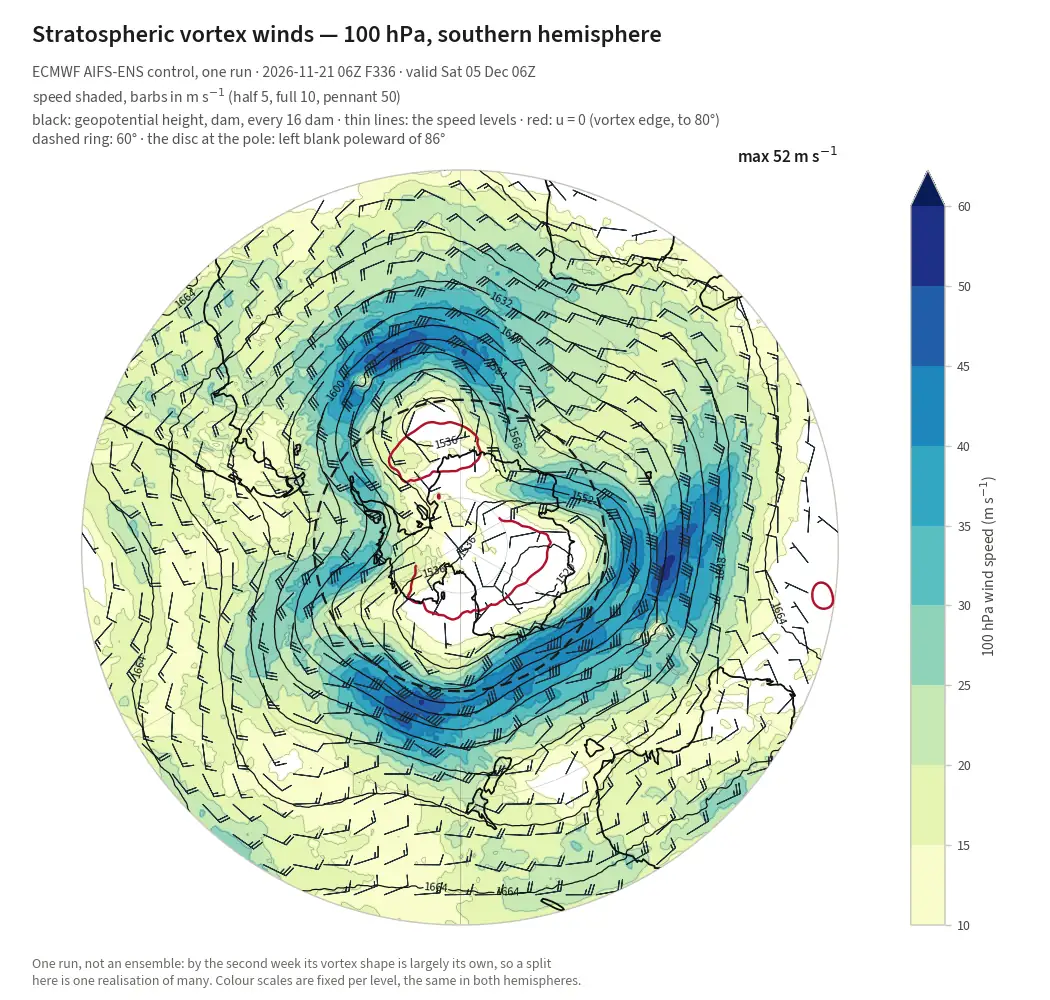 Stratospheric vortex winds — 100 hPa, southern hemisphere
ECMWF AIFS-ENS control, one run · 2026-11-21 06Z F336 · valid Sat 05 Dec 06Z
speed shaded, barbs in m s⁻¹ (half 5, full 10, pennant 50)
black: geopotential height, dam, every 16 dam · thin lines: the speed levels · red: u = 0 (vortex edge, to 80°)
dashed ring: 60° · the disc at the pole: left blank poleward of 86°
max 52 m s⁻¹
60
50
45
40
35
30
25
20
15
10
100 hPa wind speed (m s⁻¹)
1664
1632
1600
1568
1536
1552
1536
1536
1664
1664
1664
1664
One run, not an ensemble: by the second week its vortex shape is largely its own, so a split
here is one realisation of many. Colour scales are fixed per level, the same in both hemispheres.